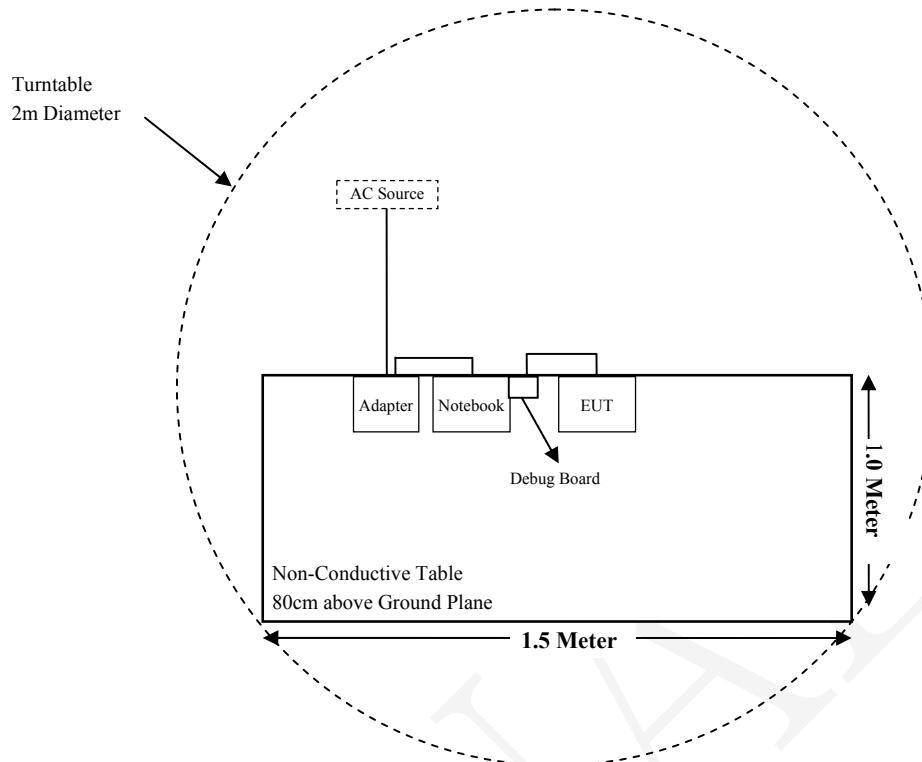 Turntable
2m Diameter
AC Source
Adapter
Notebook
EUT
Debug Board
1.0 Meter
Non-Conductive Table
80cm above Ground Plane
1.5 Meter